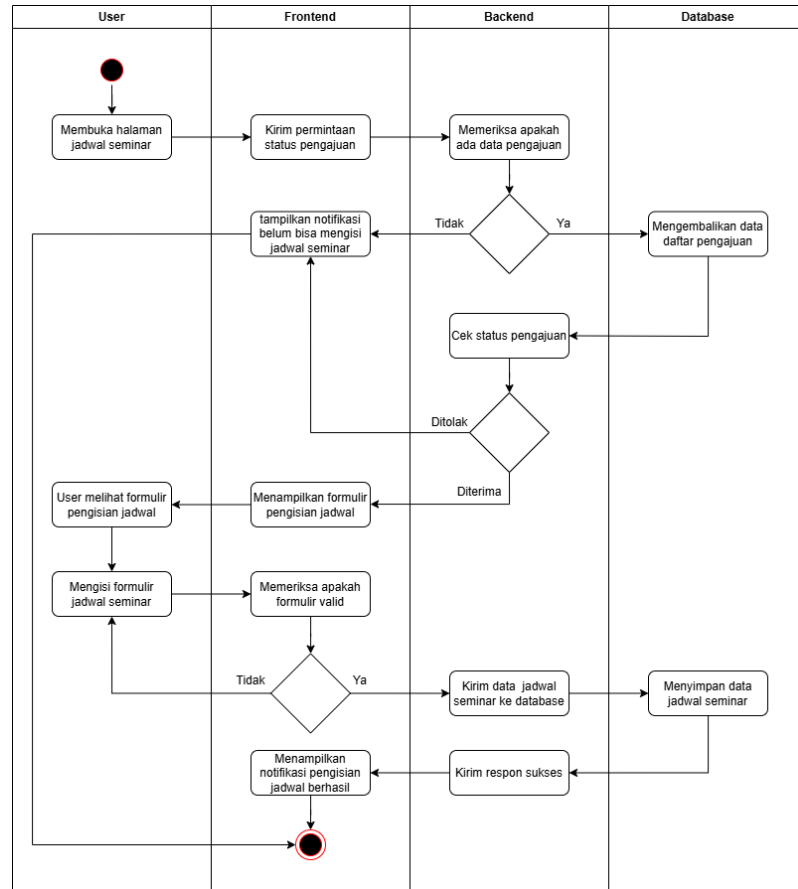 User
Frontend
Backend
Database
Membuka halaman
jadwal seminar
Kirim permintaan
status pengajuan
Memeriksa apakah
ada data pengajuan
tampilkan notifikasi
belum bisa mengisi
jadwal seminar
Tidak
Ya
Mengembalikan data
daftar pengajuan
Cek status pengajuan
Ditolak
Diterima
User melihat formulir
pengisian jadwal
Menampilkan formulir
pengisian jadwal
Mengisi formulir
jadwal seminar
Memeriksa apakah
formulir valid
Tidak
Ya
Kirim data jadwal
seminar ke database
Menyimpan data
jadwal seminar
Menampilkan
notifikasi pengisian
jadwal berhasil
Kirim respon sukses